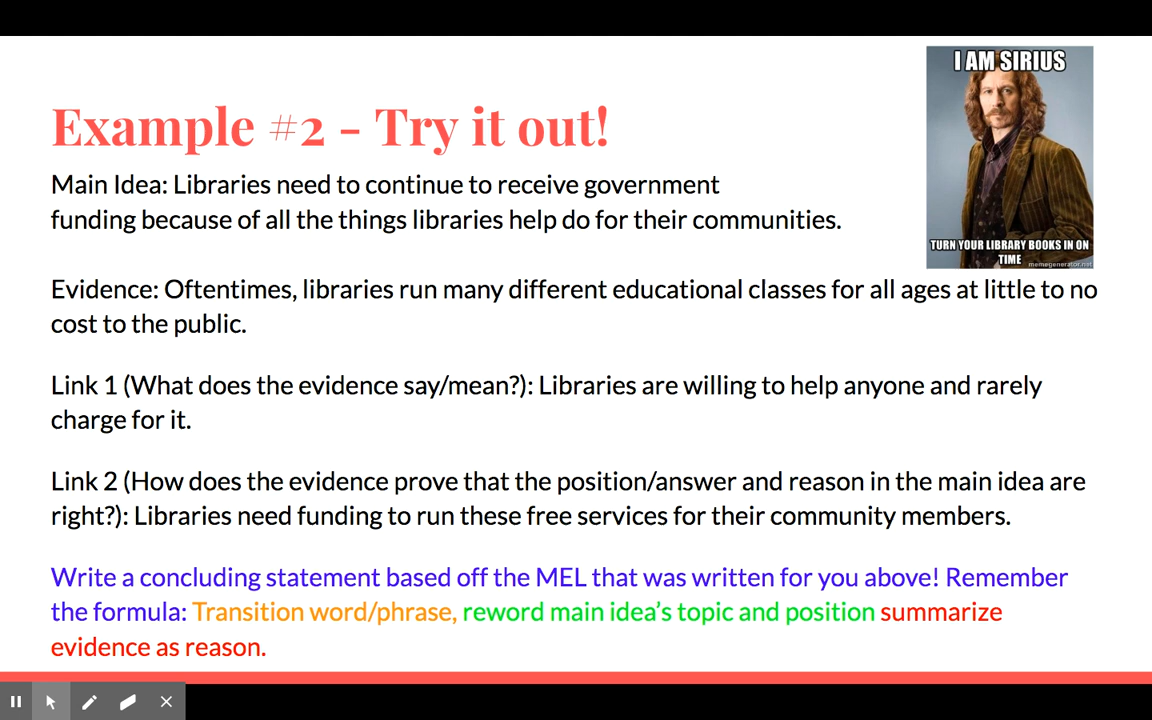 I AM SIRIUS
TURN YOUR LIBRARY BOOKS IN ON
TIME
memegenerator.net
Example #2 - Try it out!
Main Idea: Libraries need to continue to receive government
funding because of all the things libraries help do for their communities.
Evidence: Oftentimes, libraries run many different educational classes for all ages at little to no
cost to the public.
Link 1 (What does the evidence say/mean?): Libraries are willing to help anyone and rarely
charge for it.
Link 2 (How does the evidence prove that the position/answer and reason in the main idea are
right?): Libraries need funding to run these free services for their community members.
Write a concluding statement based off the MEL that was written for you above! Remember
the formula: Transition word/phrase, reword main idea's topic and position summarize
evidence as reason.